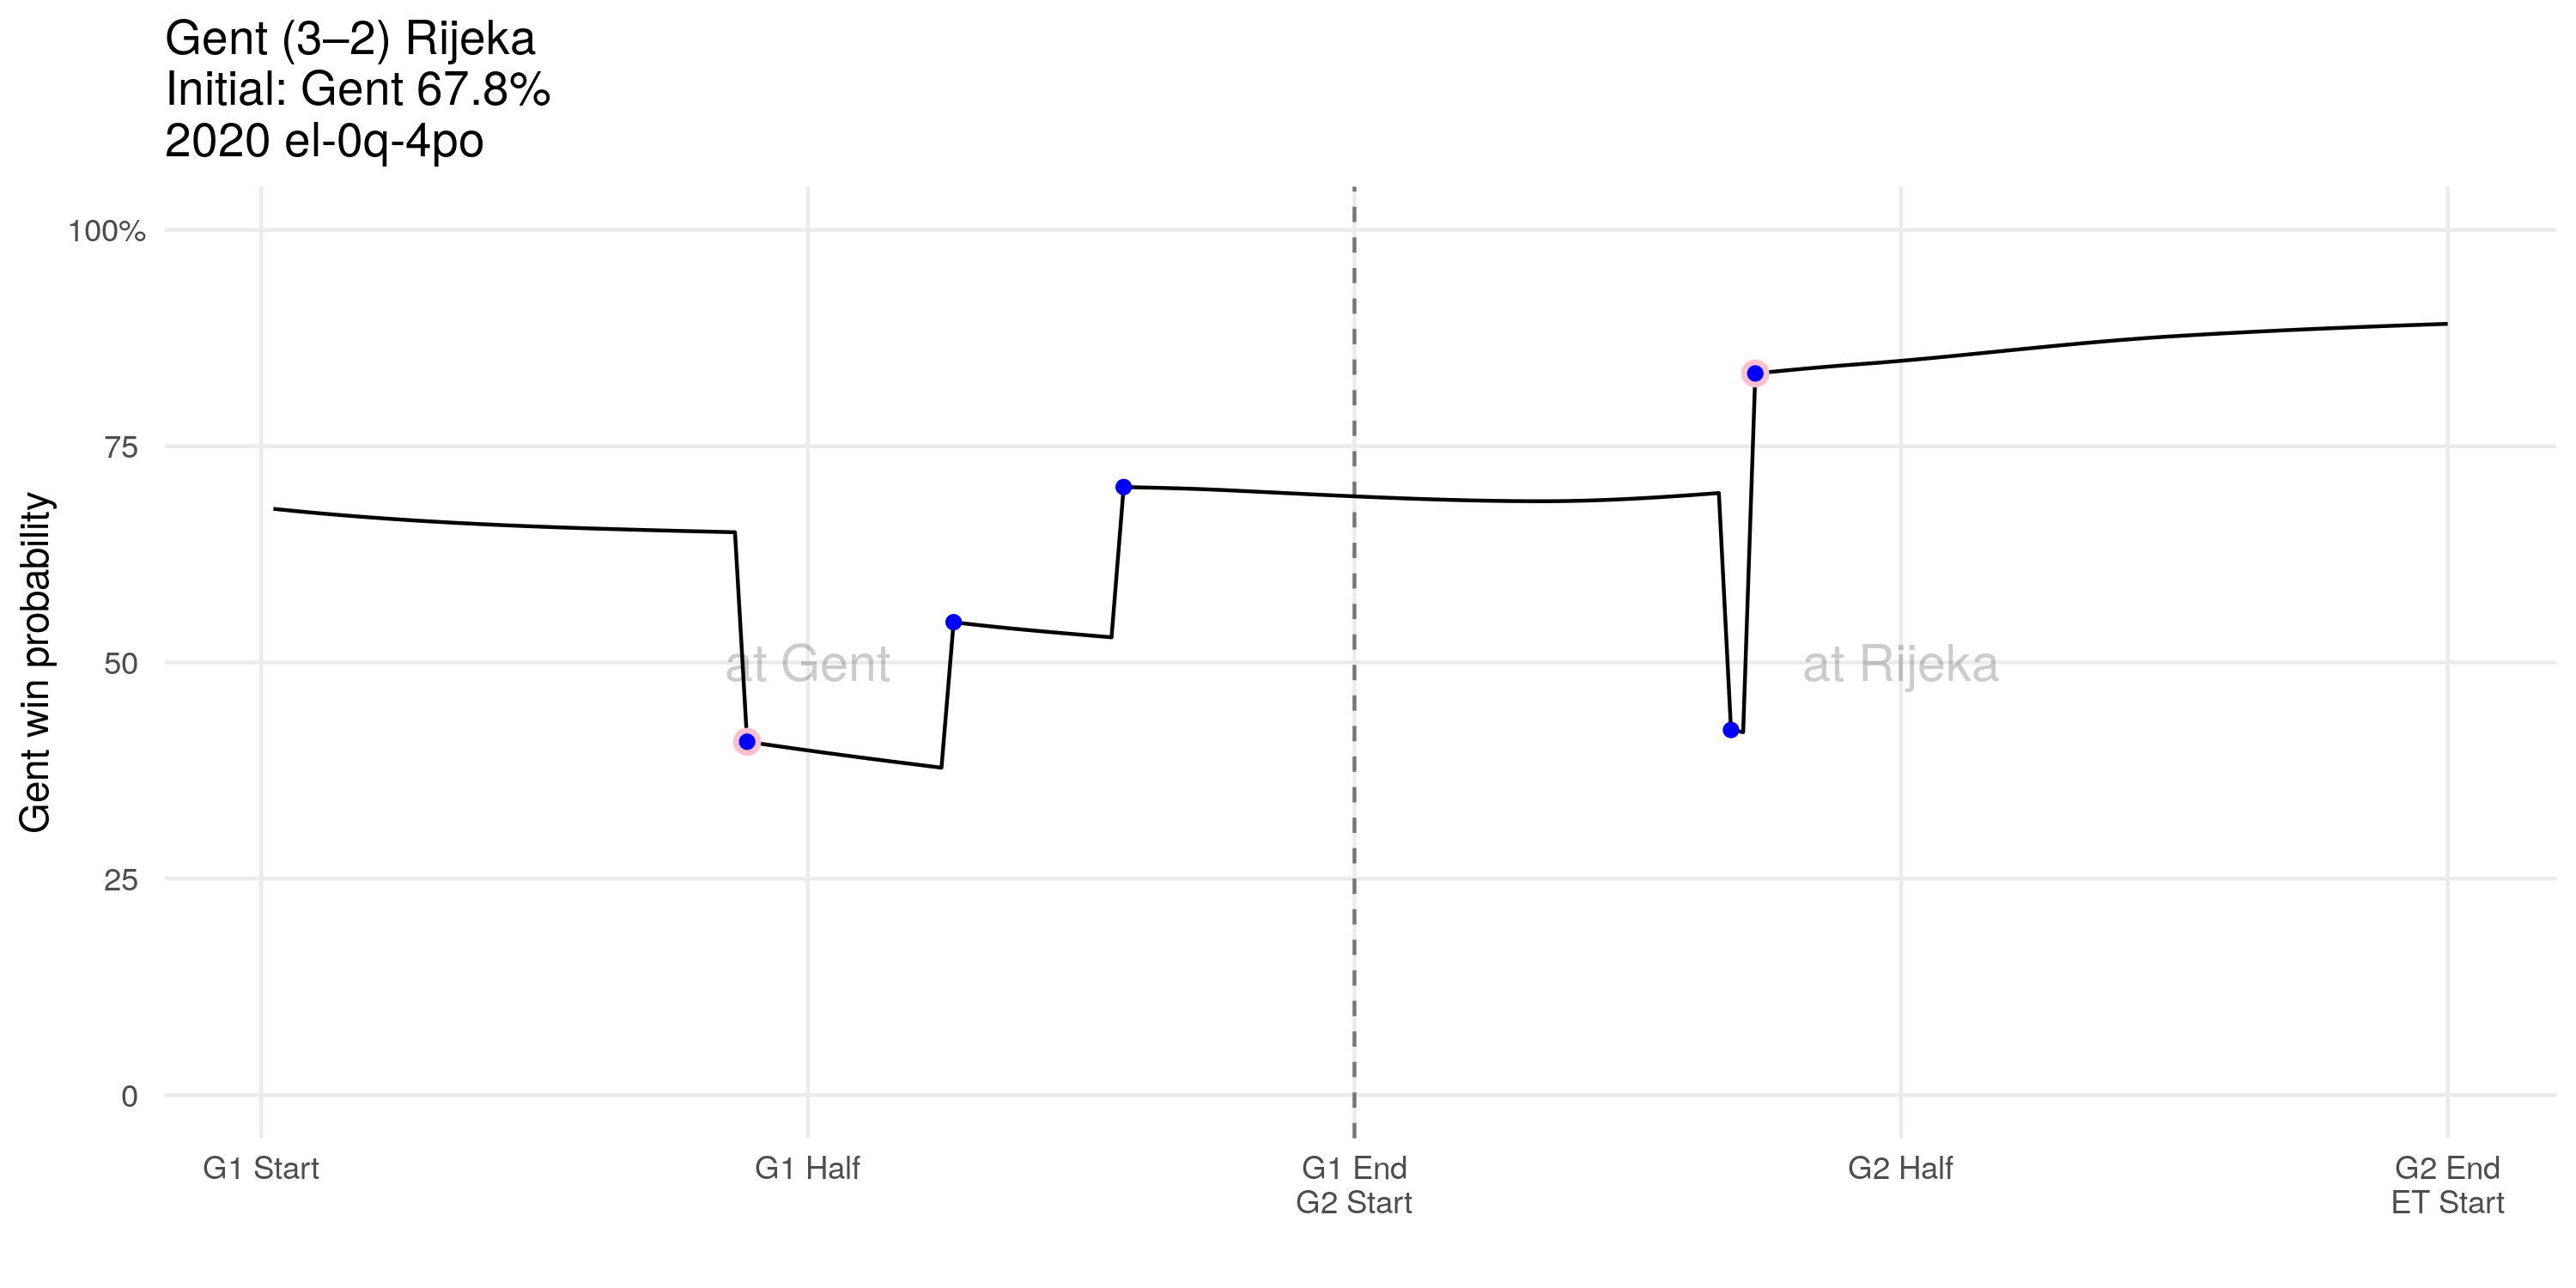 Gent (3–2) Rijeka
Initial: Gent 67.8%
2020 el-0q-4po
Gent win probability
100%
75
50
25
0
at Gent
at Rijeka
G1 Start
G1 Half
G1 End
G2 Start
G2 Half
G2 End
ET Start